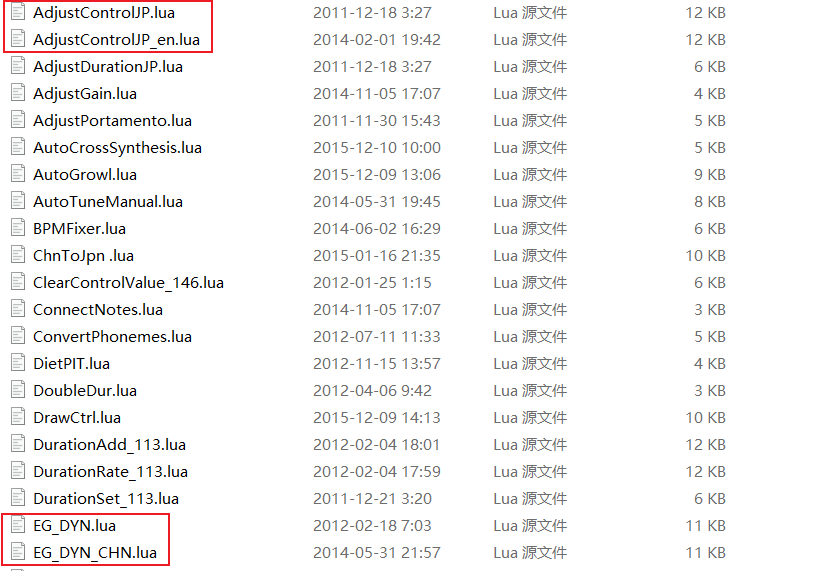 AdjustControlJP.lua 2011-12-18 3:27 Lua 源文件 12 KB
AdjustControlJP_en.lua 2014-02-01 19:42 Lua 源文件 12 KB
AdjustDurationJP.lua 2011-12-18 3:27 Lua 源文件 6 KB
AdjustGain.lua 2014-11-05 17:07 Lua 源文件 4 KB
AdjustPortamento.lua 2011-11-30 15:43 Lua 源文件 5 KB
AutoCrossSynthesis.lua 2015-12-10 10:00 Lua 源文件 5 KB
AutoGrowl.lua 2015-12-09 13:06 Lua 源文件 9 KB
AutoTuneManual.lua 2014-05-31 19:45 Lua 源文件 8 KB
BPMFixer.lua 2014-06-02 16:29 Lua 源文件 6 KB
ChnToJpn .lua 2015-01-16 21:35 Lua 源文件 10 KB
ClearControlValue_146.lua 2012-01-25 1:15 Lua 源文件 6 KB
ConnectNotes.lua 2014-11-05 17:07 Lua 源文件 3 KB
ConvertPhonemes.lua 2012-07-11 11:33 Lua 源文件 5 KB
DietPIT.lua 2012-11-15 13:57 Lua 源文件 4 KB
DoubleDur.lua 2012-04-06 9:42 Lua 源文件 3 KB
DrawCtrl.lua 2015-12-09 14:13 Lua 源文件 10 KB
DurationAdd_113.lua 2012-02-04 18:01 Lua 源文件 12 KB
DurationRate_113.lua 2012-02-04 17:59 Lua 源文件 12 KB
DurationSet_113.lua 2011-12-21 3:20 Lua 源文件 6 KB
EG_DYN.lua 2012-02-18 7:03 Lua 源文件 11 KB
EG_DYN_CHN.lua 2014-05-31 21:57 Lua 源文件 11 KB